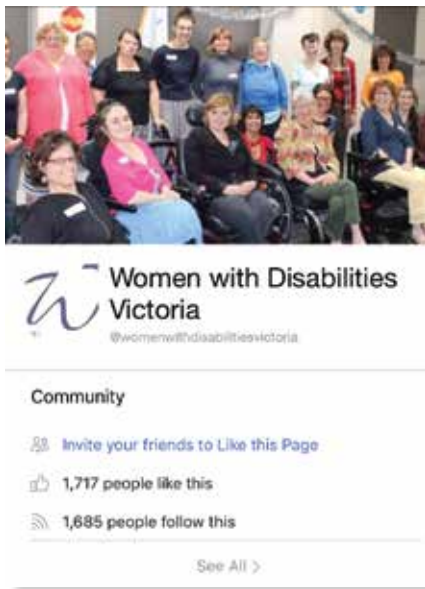 Women with Disabilities
Victoria
@womenwithdisabilitiesvictoria
Community
Invite your friends to Like this Page
1,717 people like this
1,685 people follow this
See All >